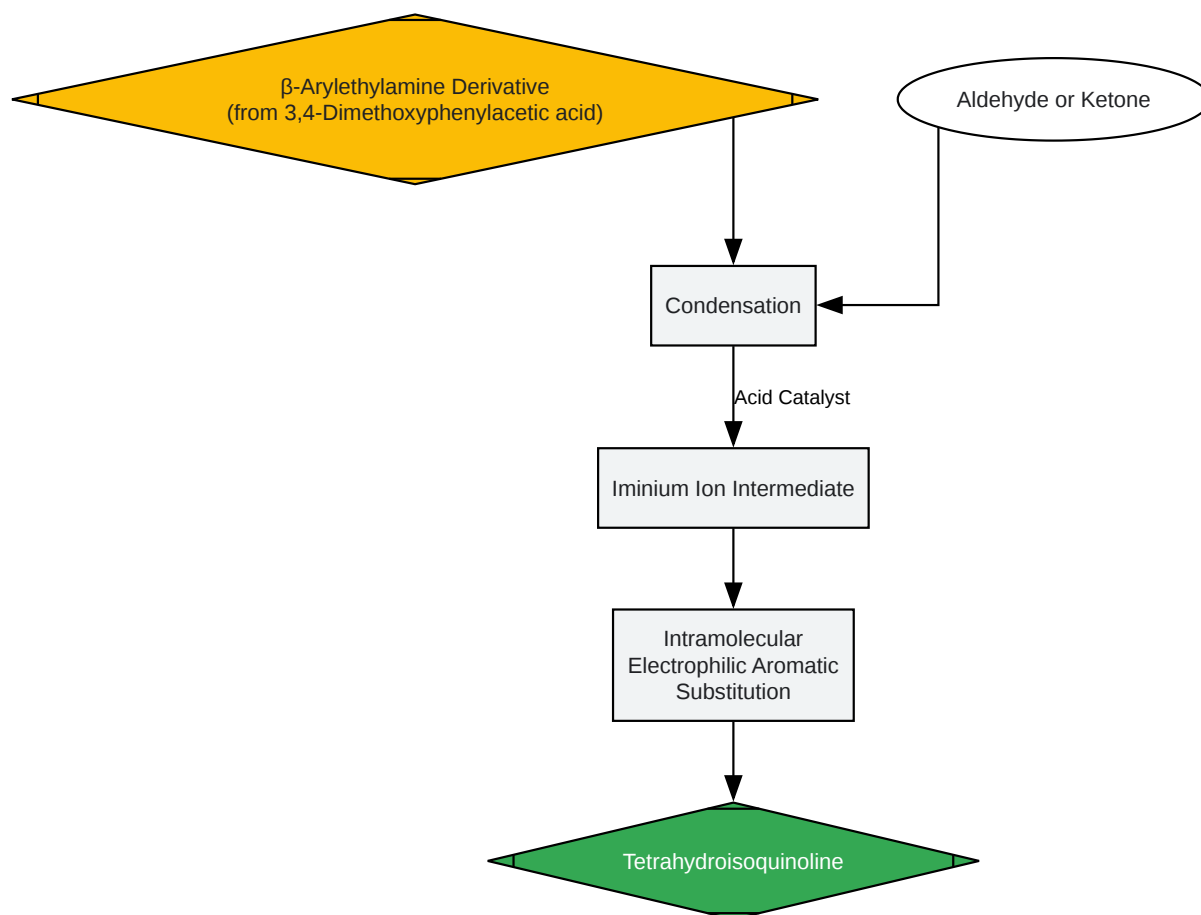 β-Arylethylamine Derivative
(from 3,4-Dimethoxyphenylacetic acid)
Aldehyde or Ketone
Condensation
Acid Catalyst
Iminium Ion Intermediate
Intramolecular
Electrophilic Aromatic
Substitution
Tetrahydroisoquinoline